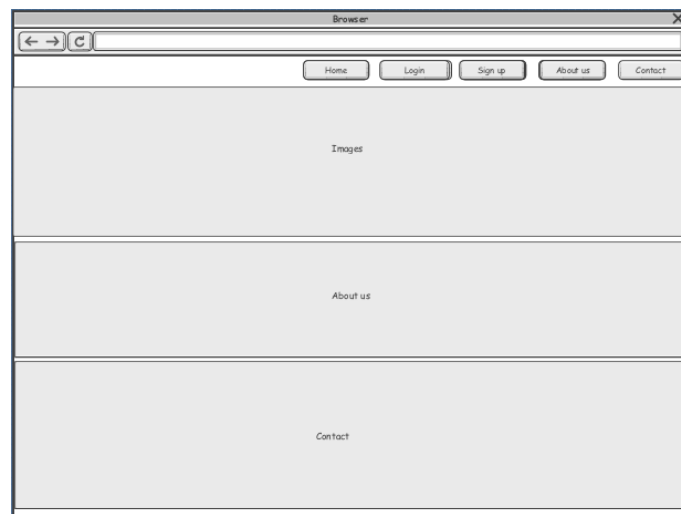 Browser
Home Login Sign up About us Contact
Images
About us
Contact